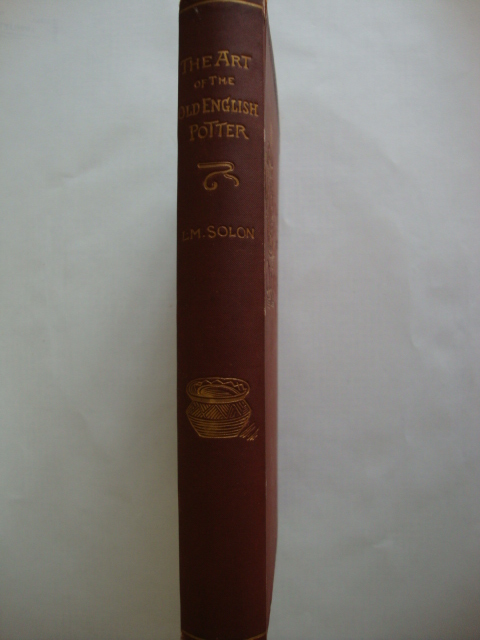 The Art
of The
Old English
Potter
L.M. Solon